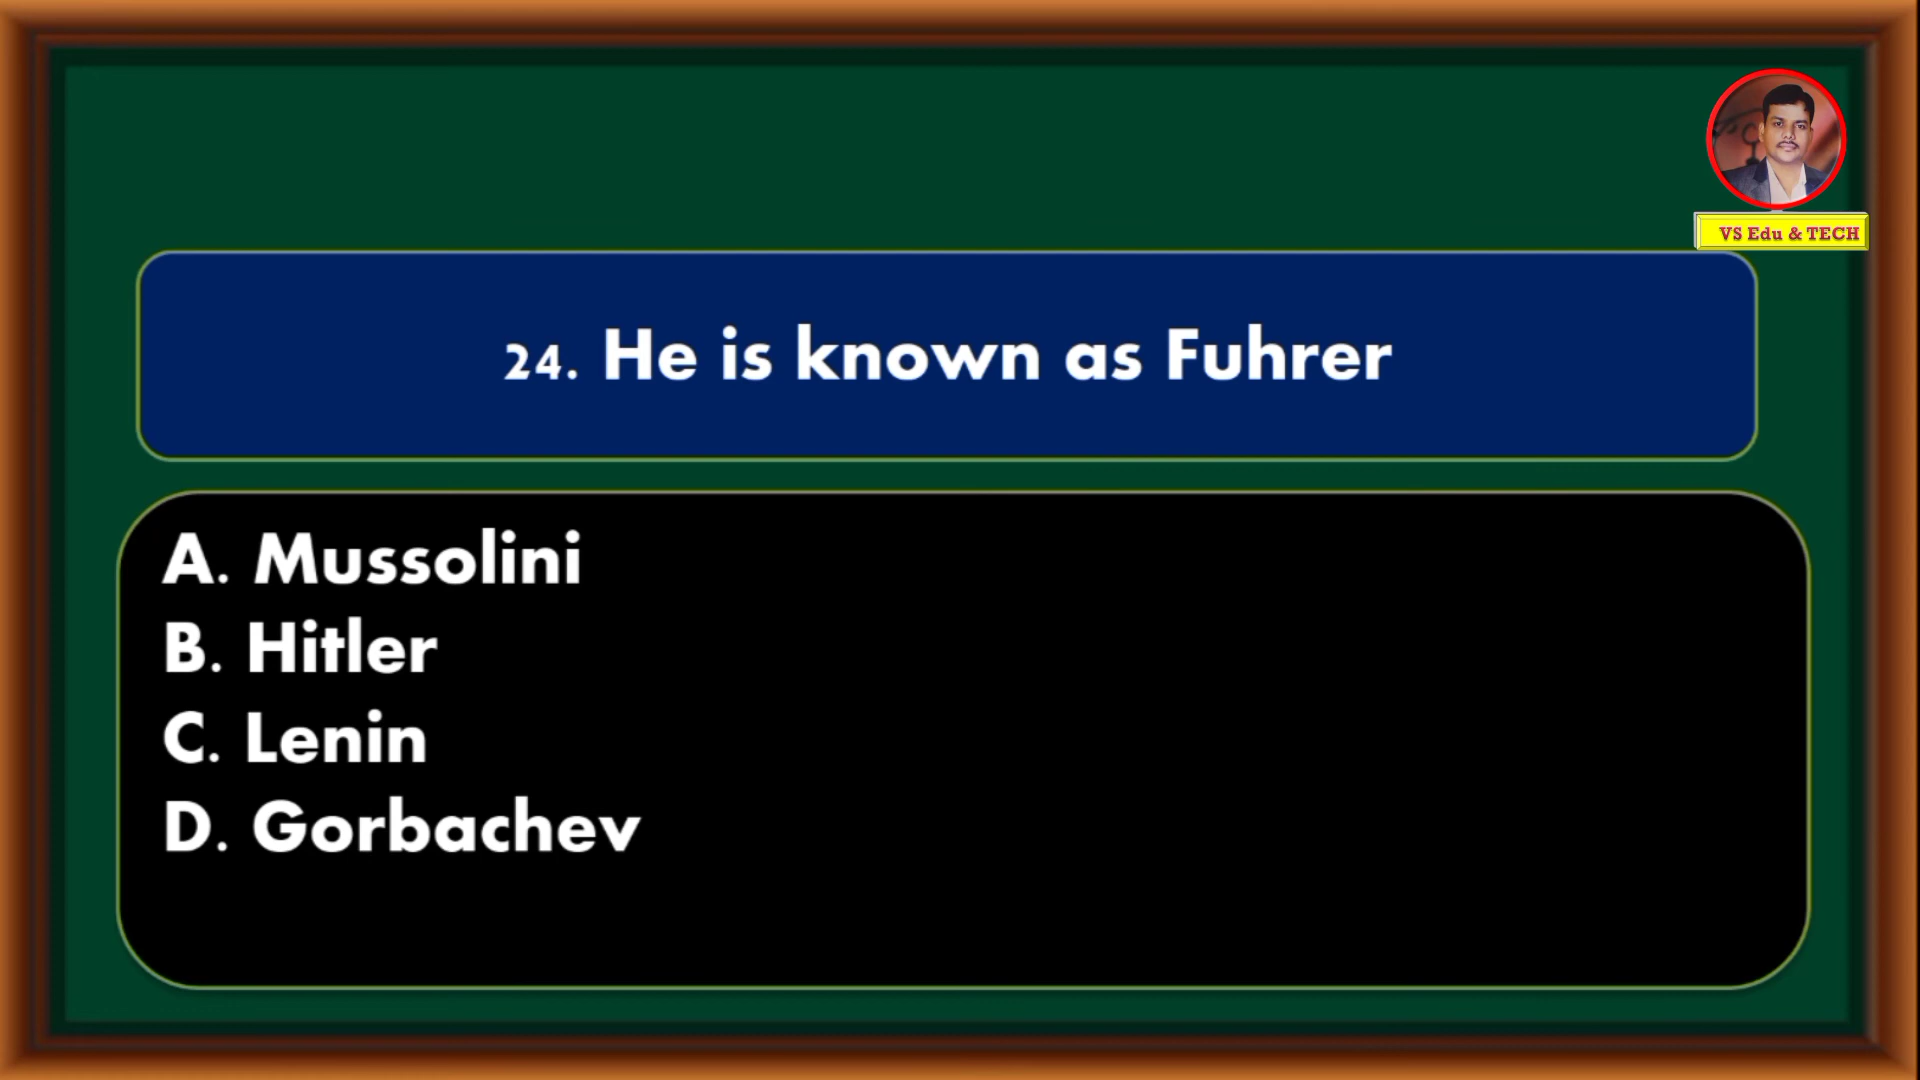 VS Edu & TECH
24. He is known as Fuhrer
A. Mussolini
B. Hitler
C. Lenin
D. Gorbachev